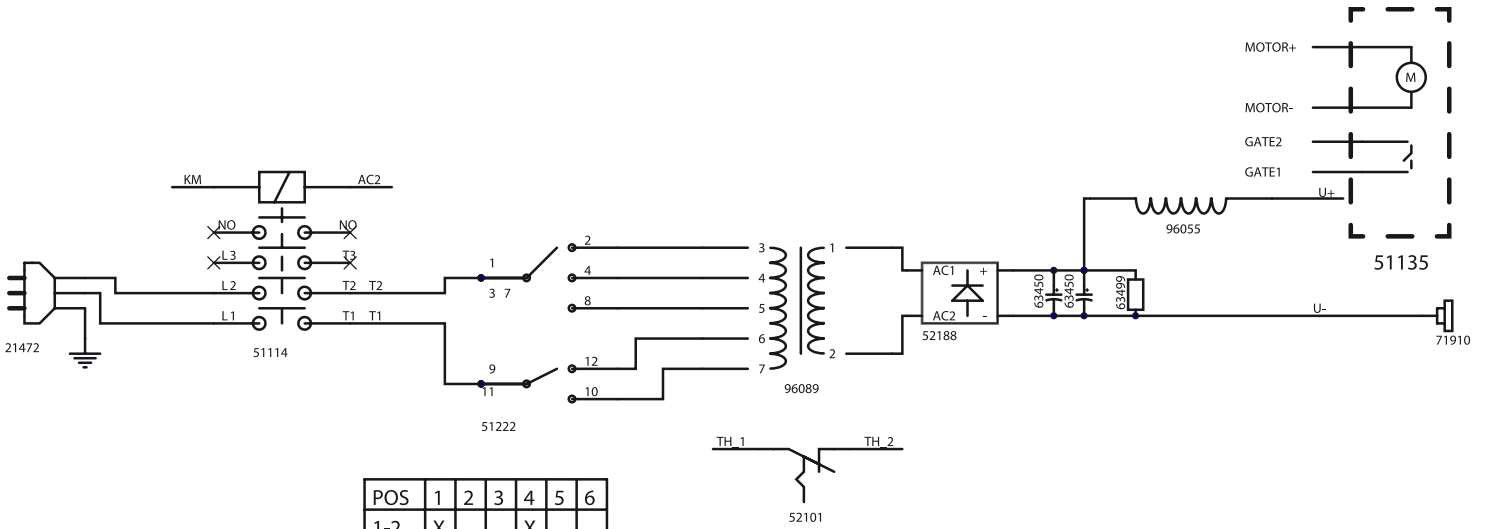 MOTOR+
M
MOTOR-
GATE2
GATE1
U+
96055
51135
KM
AC2
NO
NO
L3
T3
L2
T2
T2
L1
T1
T1
21472
51114
1
3 7
2
4
8
9
11
12
10
51222
3
4
5
6
7
1
2
96089
AC1
+
AC2
-
52188
63450
63450
63499
U-
71910
TH_1
TH_2
52101
POS 1 2 3 4 5 6
1-2 X X